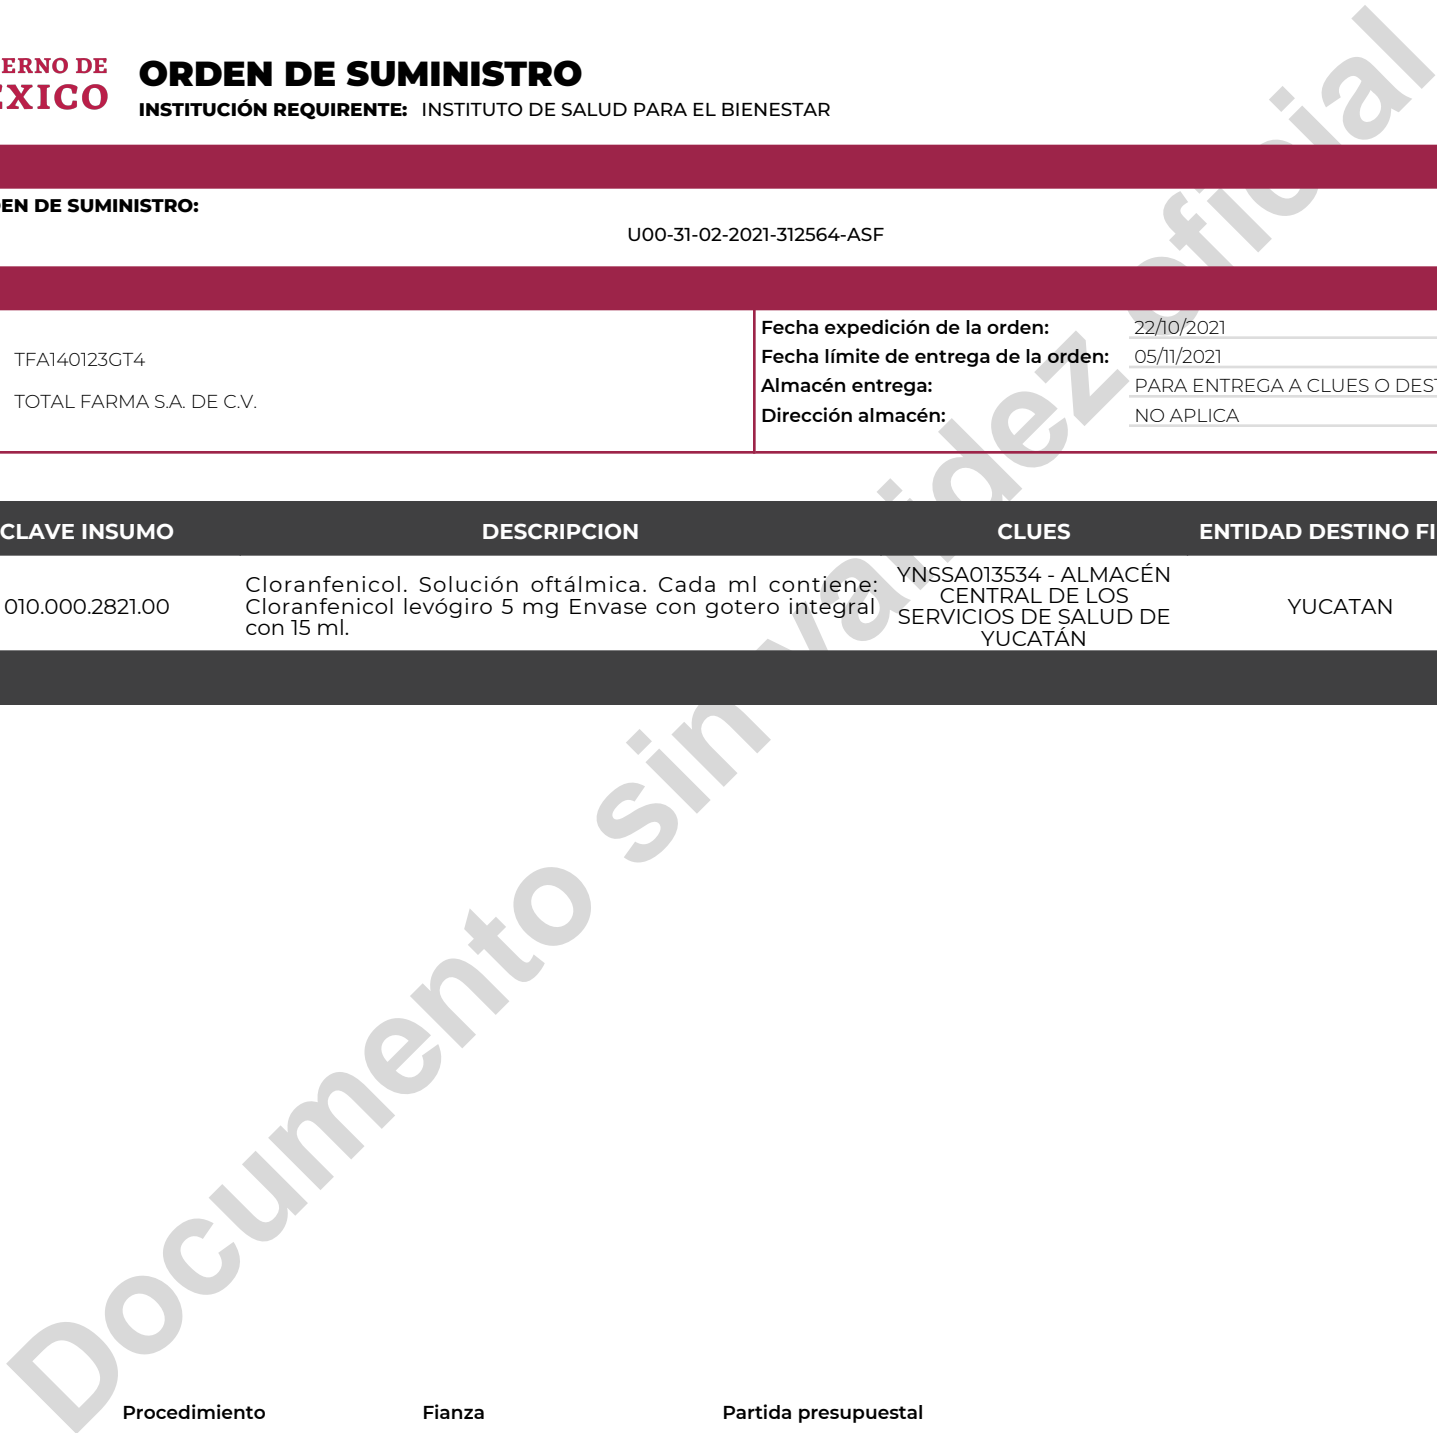 ERNO DE
ÉXICO
ORDEN DE SUMINISTRO
INSTITUCIÓN REQUIRENTE: INSTITUTO DE SALUD PARA EL BIENESTAR
EN DE SUMINISTRO:
U00-31-02-2021-312564-ASF
TFA140123GT4
TOTAL FARMA S.A. DE C.V.
Fecha expedición de la orden: 22/10/2021
Fecha límite de entrega de la orden: 05/11/2021
Almacén entrega: PARA ENTREGA A CLUES O DEST
Dirección almacén: NO APLICA
CLAVE INSUMO DESCRIPCION CLUES ENTIDAD DESTINO FI
010.000.2821.00
Cloranfenicol. Solución oftálmica. Cada ml contiene:
Cloranfenicol levógiro 5 mg Envase con gotero integral
con 15 ml.
YNSSA013534 - ALMACÉN
CENTRAL DE LOS
SERVICIOS DE SALUD DE
YUCATÁN
YUCATAN
Documento sin validez oficial
Procedimiento Fianza Partida presupuestal